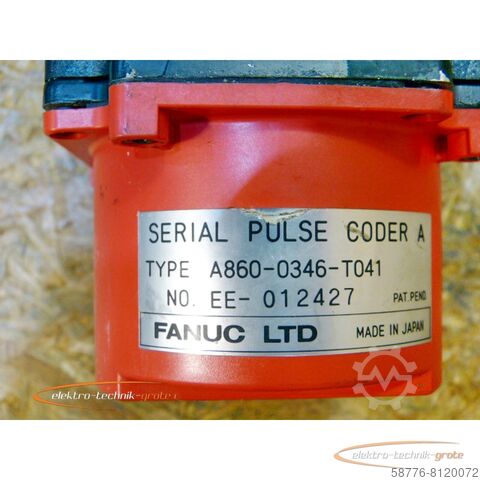 SERIAL PULSE CODER A
TYPE A860-0346-T041
NO. EE- 012427 PAT. PEND.
FANUC LTD MADE IN JAPAN
elektro-technik-grote
elektro-technik-grote
58776-8120072